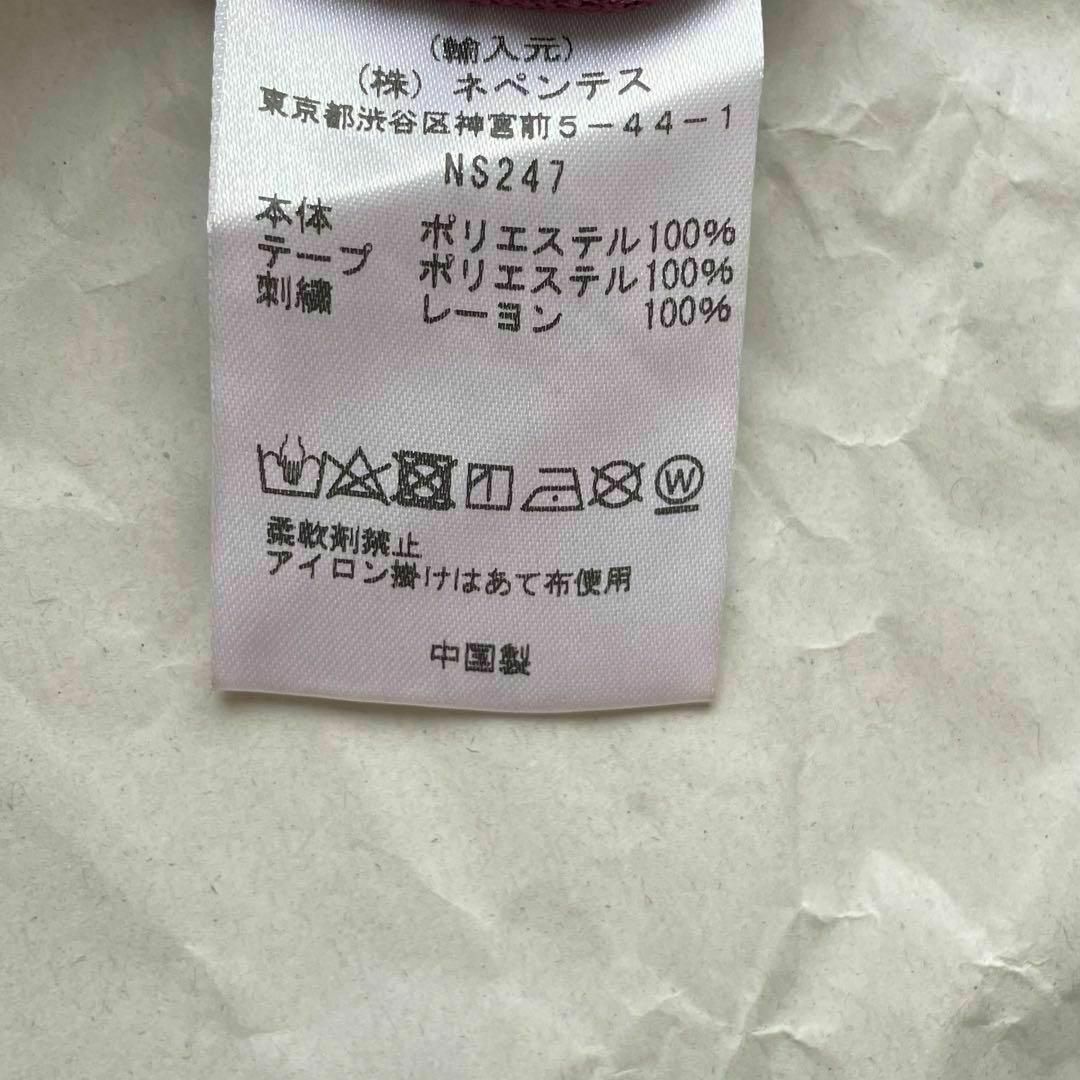 (輸入元)
(株) ネペンテス
東京都渋谷区神宮前5-44-1
NS247
本体 ポリエステル100%
テープ ポリエステル100%
刺繍 レーヨン 100%
W
柔軟剤禁止
アイロン掛けはあて布使用
中国製